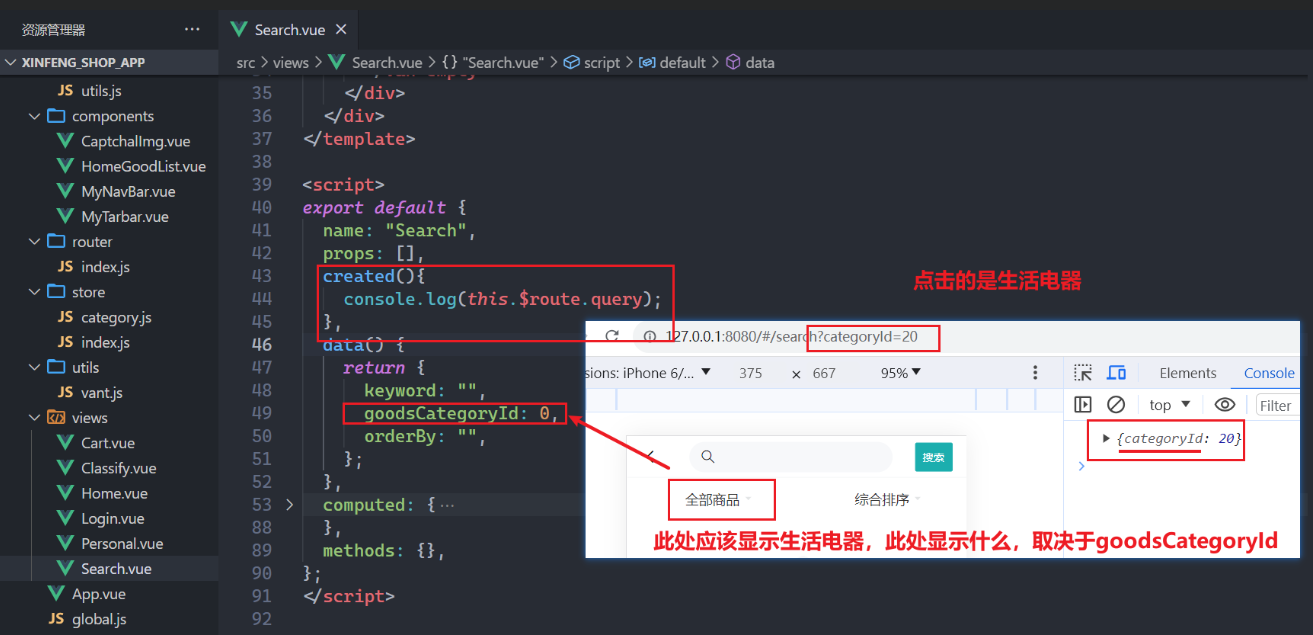 资源管理器
···
Search.vue
XINFENG_SHOP_APP
src > views > Search.vue > {} "Search.vue" > script > default > data
JS utils.js
components
CaptchalImg.vue
HomeGoodList.vue
MyNavBar.vue
MyTarbar.vue
router
JS index.js
store
JS category.js
JS index.js
utils
JS vant.js
views
Cart.vue
Classify.vue
Home.vue
Login.vue
Personal.vue
Search.vue
App.vue
JS global.js
35 </div>
36 </div>
37 </template>
38
39 <script>
40 export default {
41 name: "Search",
42 props: [],
43 created(){
44 console.log(this.$route.query);
45 },
46 data() {
47 return {
48 keyword: "",
49 goodsCategoryId: 0,
50 orderBy: "",
51 };
52 },
53 computed: { ···
88 },
89 methods: {},
90 };
91 </script>
92
点击的是生活电器
127.0.0.1:8080/#/search?categoryId=20
sions: iPhone 6/... ▼ 375 × 667 95% ▼
Elements Console
top ▼ Filter
{categoryId: 20}
搜索
全部商品 综合排序
此处应该显示生活电器，此处显示什么，取决于goodsCategoryId